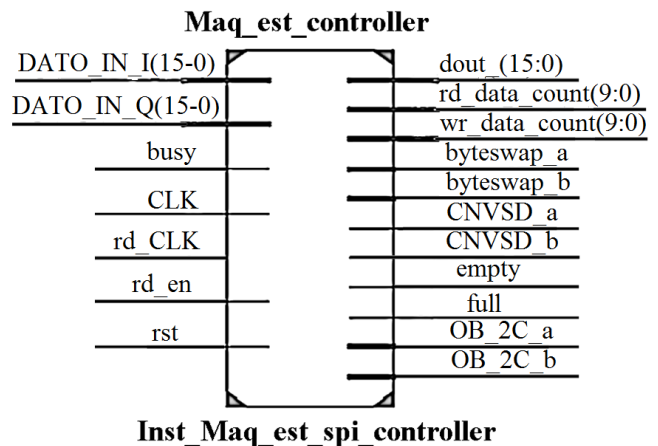 Maq_est_controller
DATO_IN_I(15-0)
DATO_IN_Q(15-0)
busy
CLK
rd_CLK
rd_en
rst
dout_(15:0)
rd_data_count(9:0)
wr_data_count(9:0)
byteswap_a
byteswap_b
CNVSD_a
CNVSD_b
empty
full
OB_2C_a
OB_2C_b
Inst_Maq_est_spi_controller